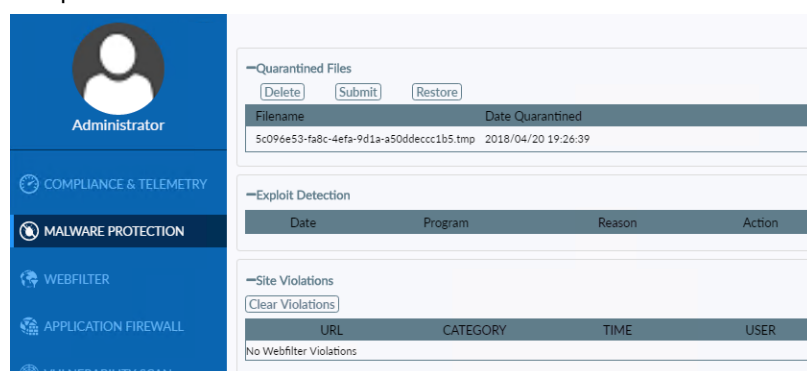 Administrator
COMPLIANCE & TELEMETRY
MALWARE PROTECTION
WEBFILTER
APPLICATION FIREWALL
Quarantined Files
Delete Submit Restore
Filename Date Quarantined
5c096e53-fa8c-4efa-9d1a-a50ddeccc1b5.tmp 2018/04/20 19:26:39
Exploit Detection
Date Program Reason Action
Site Violations
Clear Violations
URL CATEGORY TIME USER
No Webfilter Violations